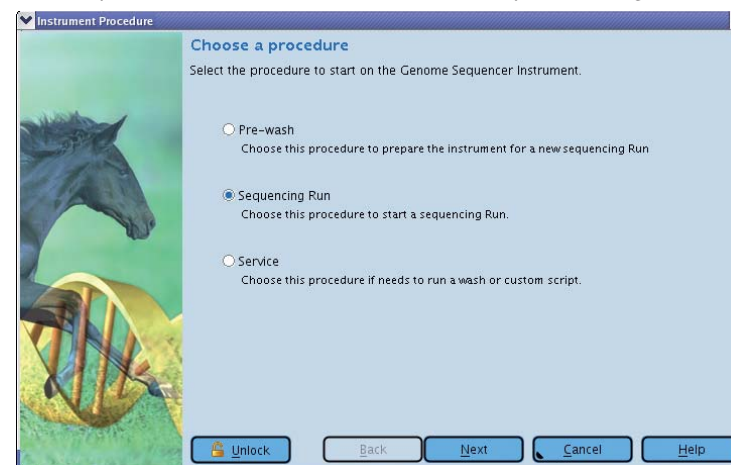 Instrument Procedure
Choose a procedure
Select the procedure to start on the Genome Sequencer Instrument.
Pre-wash
Choose this procedure to prepare the instrument for a new sequencing Run
Sequencing Run
Choose this procedure to start a sequencing Run.
Service
Choose this procedure if needs to run a wash or custom script.
Unlock Back Next Cancel Help